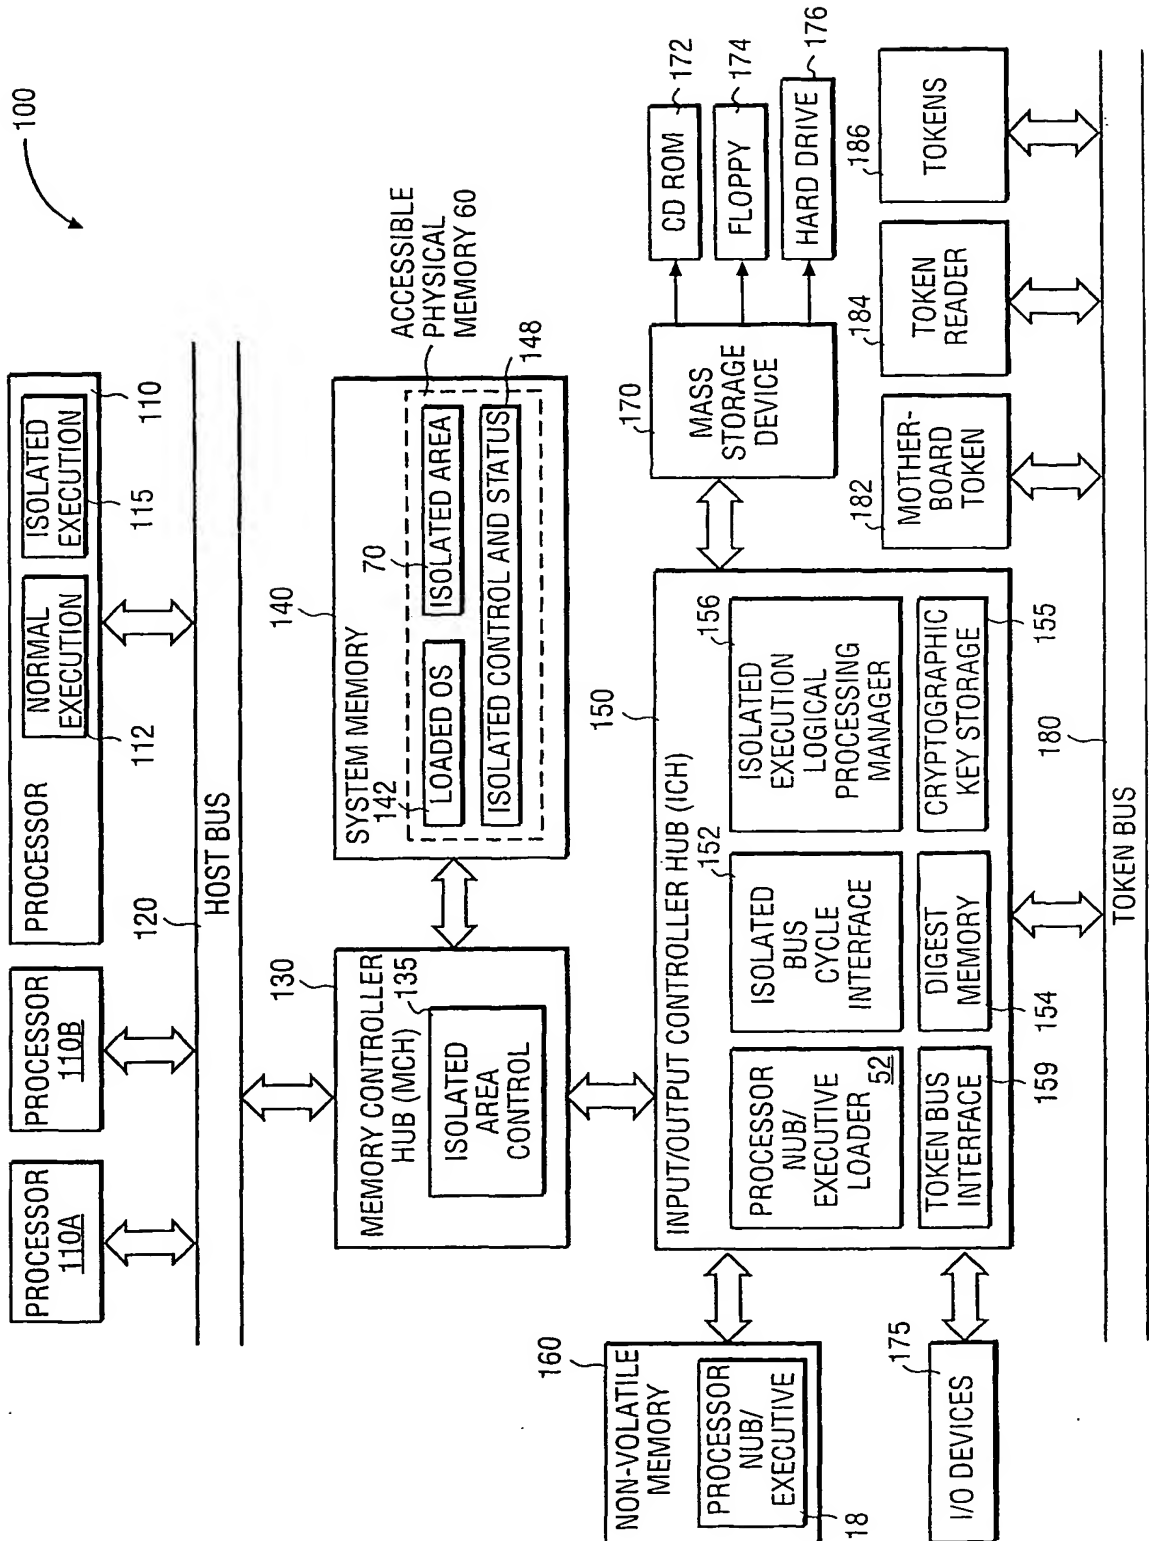 100
PROCESSOR
110A
PROCESSOR
110B
PROCESSOR
NORMAL
EXECUTION
112
ISOLATED
EXECUTION
115
110
120
HOST BUS
130
MEMORY CONTROLLER
HUB (MCH)
135
ISOLATED
AREA
CONTROL
140
SYSTEM MEMORY
142
LOADED OS
70
ISOLATED AREA
ISOLATED CONTROL AND STATUS
148
ACCESSIBLE
PHYSICAL
MEMORY 60
150
INPUT/OUTPUT CONTROLLER HUB (ICH)
PROCESSOR
NUB/
EXECUTIVE
LOADER
52
152
ISOLATED
BUS
CYCLE
INTERFACE
156
ISOLATED
EXECUTION
LOGICAL
PROCESSING
MANAGER
TOKEN BUS
INTERFACE
159
DIGEST
MEMORY
154
CRYPTOGRAPHIC
KEY STORAGE
155
160
NON-VOLATILE
MEMORY
PROCESSOR
NUB/
EXECUTIVE
18
175
I/O DEVICES
170
MASS
STORAGE
DEVICE
CD ROM
172
FLOPPY
174
HARD DRIVE
176
182
MOTHER-
BOARD
TOKEN
184
TOKEN
READER
186
TOKENS
180
TOKEN BUS